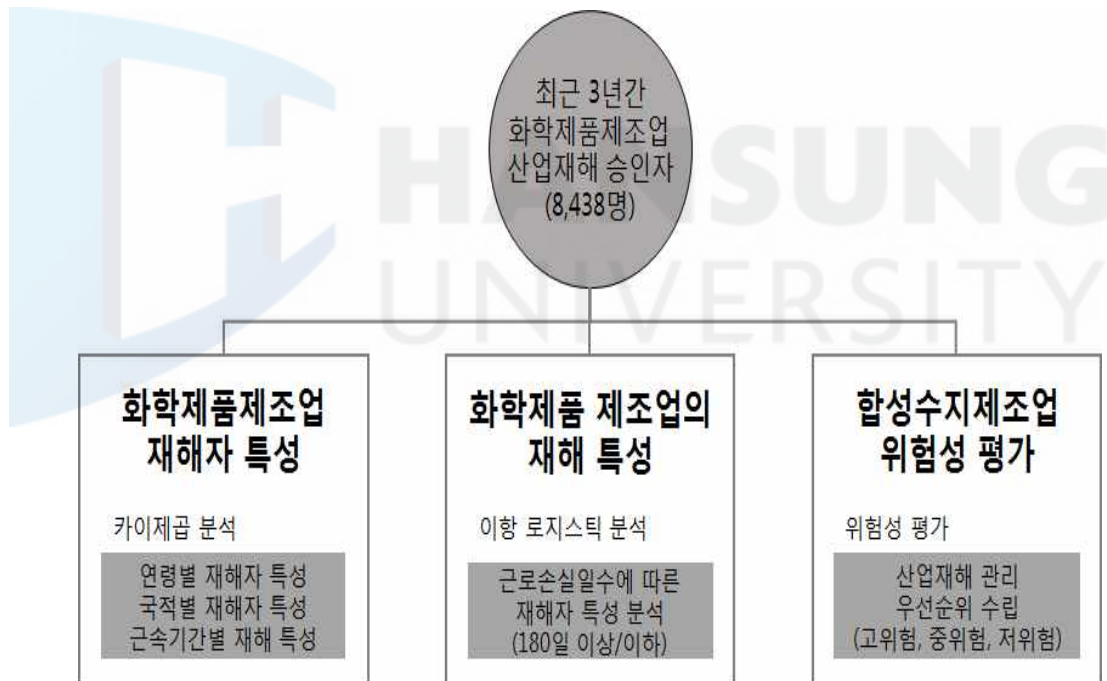 최근 3년간
화학제품제조업
산업재해 승인자
(8,438명)
HANSUNG
UNIVERSITY
화학제품제조업
재해자 특성
카이제곱 분석
연령별 재해자 특성
국적별 재해자 특성
근속기간별 재해 특성
화학제품 제조업의
재해 특성
이항 로지스틱 분석
근로손실일수에 따른
재해자 특성 분석
(180일 이상/이하)
합성수지제조업
위험성 평가
위험성 평가
산업재해 관리
우선순위 수립
(고위험, 중위험, 저위험)